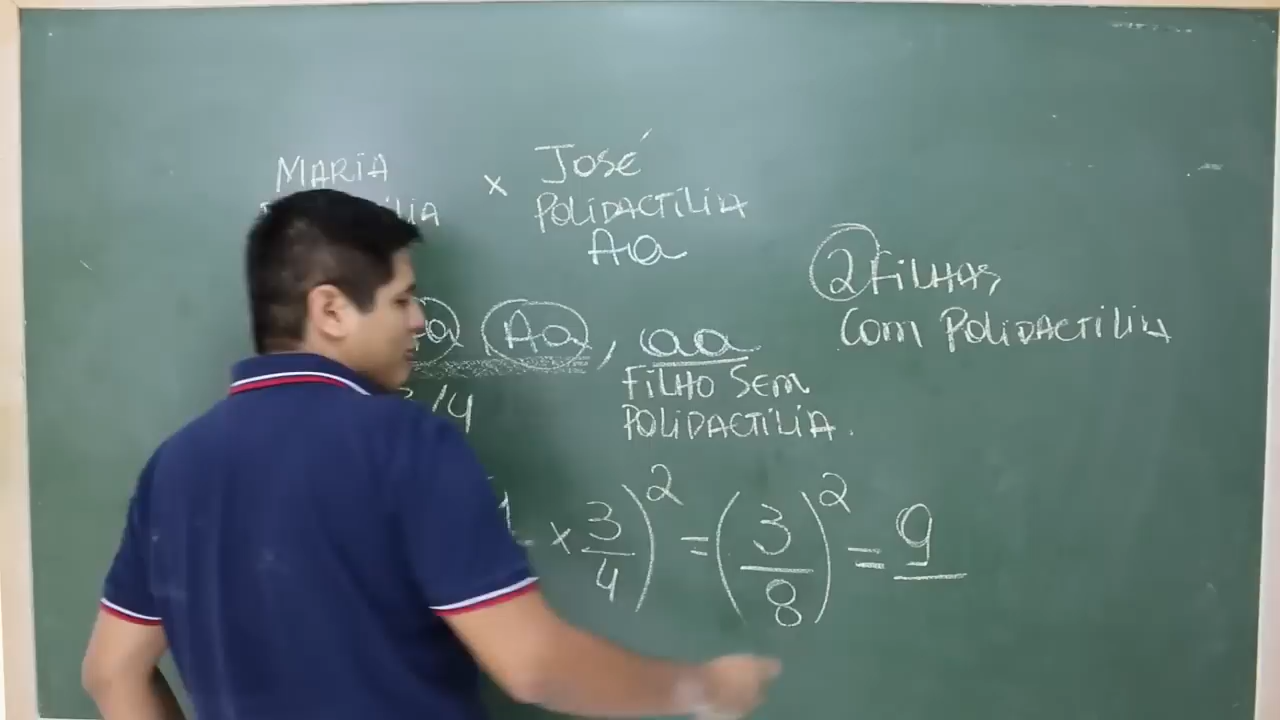 MARIA
x JOSÉ
POLIDACTILIA
Aa
2 FILHAS
COM POLIDACTILIA
Aa, aa
FILHO SEM
POLIDACTILIA.
/4
1 x 3/4)² = (3/8)² = 9